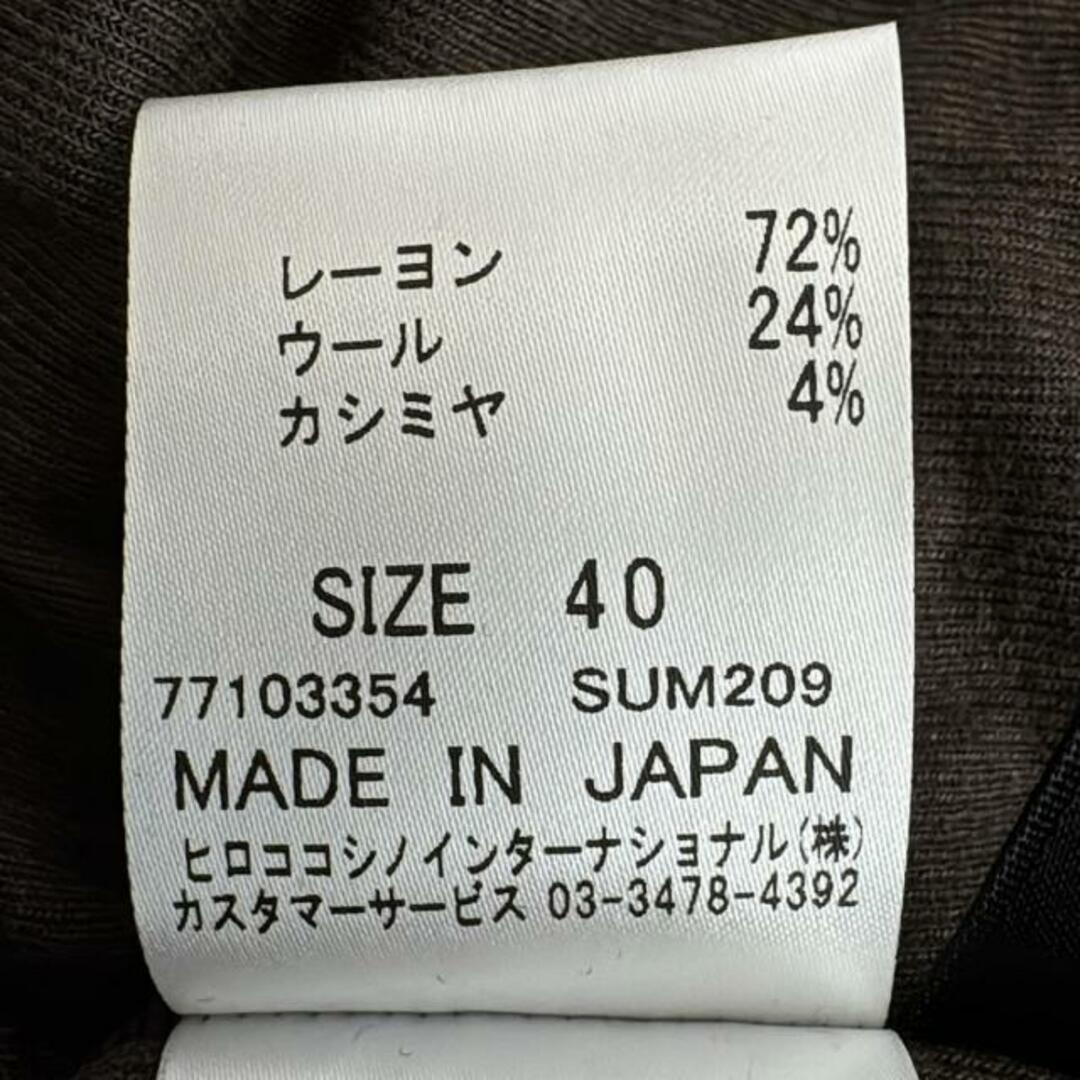 レーヨン 72%
ウール 24%
カシミヤ 4%
SIZE 40
77103354 SUM209
MADE IN JAPAN
ヒロココシノインターナショナル(株)
カスタマーサービス 03-3478-4392